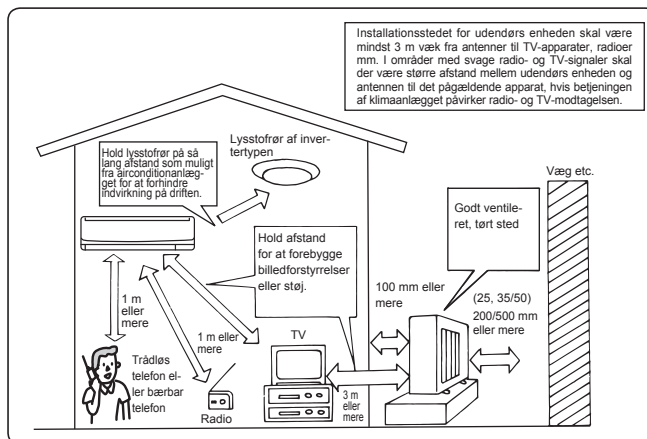 Installationsstedet for udendørs enheden skal være
mindst 3 m væk fra antenner til TV-apparater, radioer
mm. I områder med svage radio- og TV-signaler skal
der være større afstand mellem udendørs enheden og
antennen til det pågældende apparat, hvis betjeningen
af klimaanlægget påvirker radio- og TV-modtagelsen.
Lysstofrør af inver-
tertypen
Hold lysstofrør på så
lang afstand som muligt
fra airconditionanlæg-
get for at forhindre
indvirkning på driften.
Væg etc.
Godt ventile-
ret, tørt sted
Hold afstand
for at forebygge
billedforstyrrelser
eller støj.
100 mm eller
mere
(25, 35/50)
200/500 mm
eller mere
1 m
eller
mere
1 m eller
mere
TV
Trådløs
telefon el-
ler bærbar
telefon
Radio
3 m
eller
mere